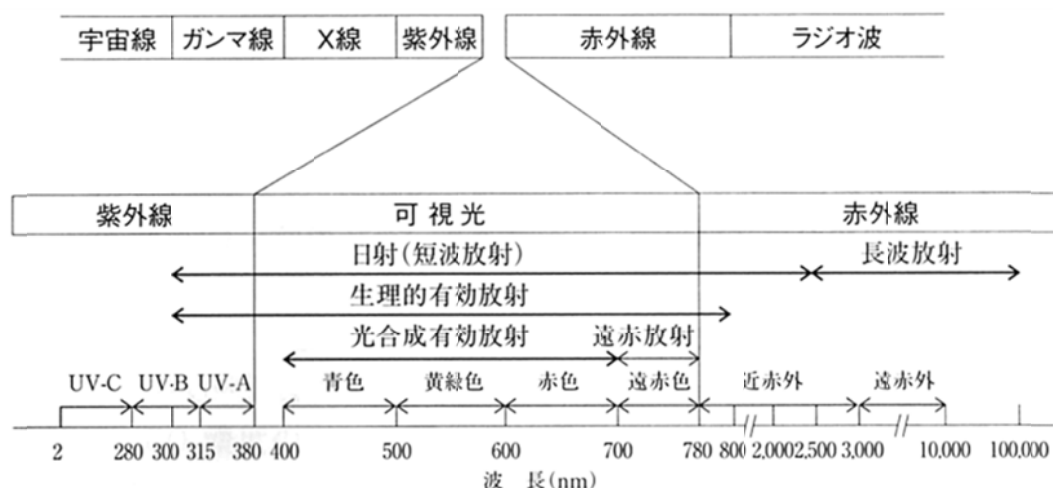 宇宙線 ガンマ線 X線 紫外線 赤外線 ラジオ波
紫外線 可視光 赤外線
日射(短波放射) 長波放射
生理的有効放射
光合成有効放射 遠赤放射
UV-C UV-B UV-A 青色 黄緑色 赤色 遠赤色 近赤外 遠赤外
2 280 300 315 380 400 500 600 700 780 800 2,000 2,500 3,000 10,000 100,000
波 長(nm)